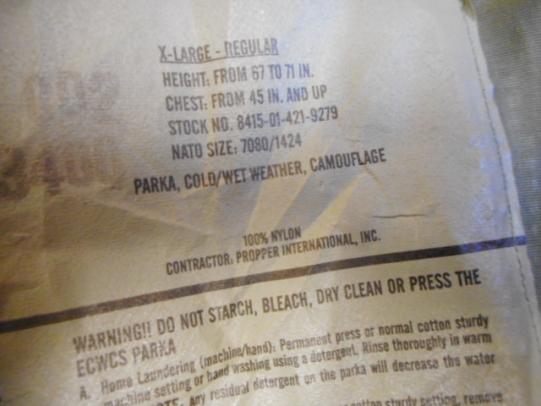 X-LARGE - REGULAR
HEIGHT: FROM 67 TO 71 IN.
CHEST: FROM 45 IN. AND UP
STOCK NO. 8415-01-421-9279
NATO SIZE: 7080/1424
PARKA, COLD/WET WEATHER, CAMOUFLAGE
100% NYLON
CONTRACTOR: PROPPER INTERNATIONAL, INC.
WARNING!! DO NOT STARCH, BLEACH, DRY CLEAN OR PRESS THE
ECWCS PARKA
A. Home Laundering (machine/hand): Permanent press or normal cotton sturdy
machine setting or hand washing using a detergent. Rinse thoroughly in warm
Any residual detergent on the parka will decrease the water
cotton sturdy setting, remove